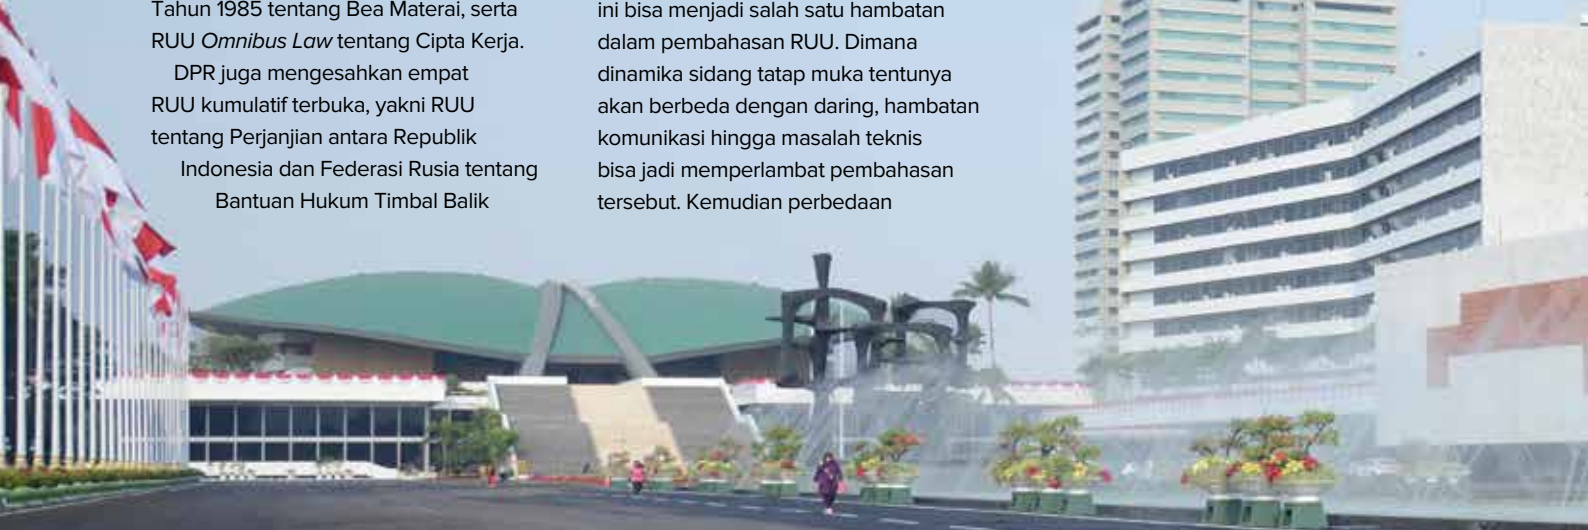 Tahun 1985 tentang Bea Materai, serta
RUU Omnibus Law tentang Cipta Kerja.
DPR juga mengesahkan empat
RUU kumulatif terbuka, yakni RUU
tentang Perjanjian antara Republik
Indonesia dan Federasi Rusia tentang
Bantuan Hukum Timbal Balik
ini bisa menjadi salah satu hambatan
dalam pembahasan RUU. Dimana
dinamika sidang tatap muka tentunya
akan berbeda dengan daring, hambatan
komunikasi hingga masalah teknis
bisa jadi memperlambat pembahasan
tersebut. Kemudian perbedaan